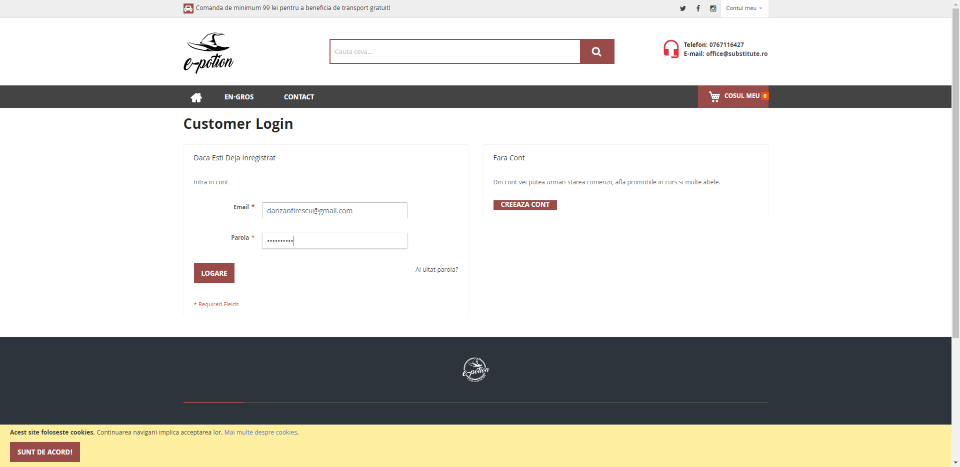 Comanda de minimum 99 lei pentru a beneficia de transport gratuit!
Contul meu
e-potion
Cauta ceva...
Telefon: 0767116427
E-mail: office@substitute.ro
EN-GROS
CONTACT
COSUL MEU 0
Customer Login
Daca Esti Deja Inregistrat
Intra in cont
Email *
danzanfirescu@gmail.com
Parola *
••••••••••
LOGARE
Ai uitat parola?
* Required Fields
Fara Cont
Din cont vei putea urmari starea comenzii, afla promotiile in curs si multe altele.
CREEAZA CONT
e-potion
Acest site foloseste cookies. Continuarea navigarii implica acceptarea lor. Mai multe despre cookies.
SUNT DE ACORD!